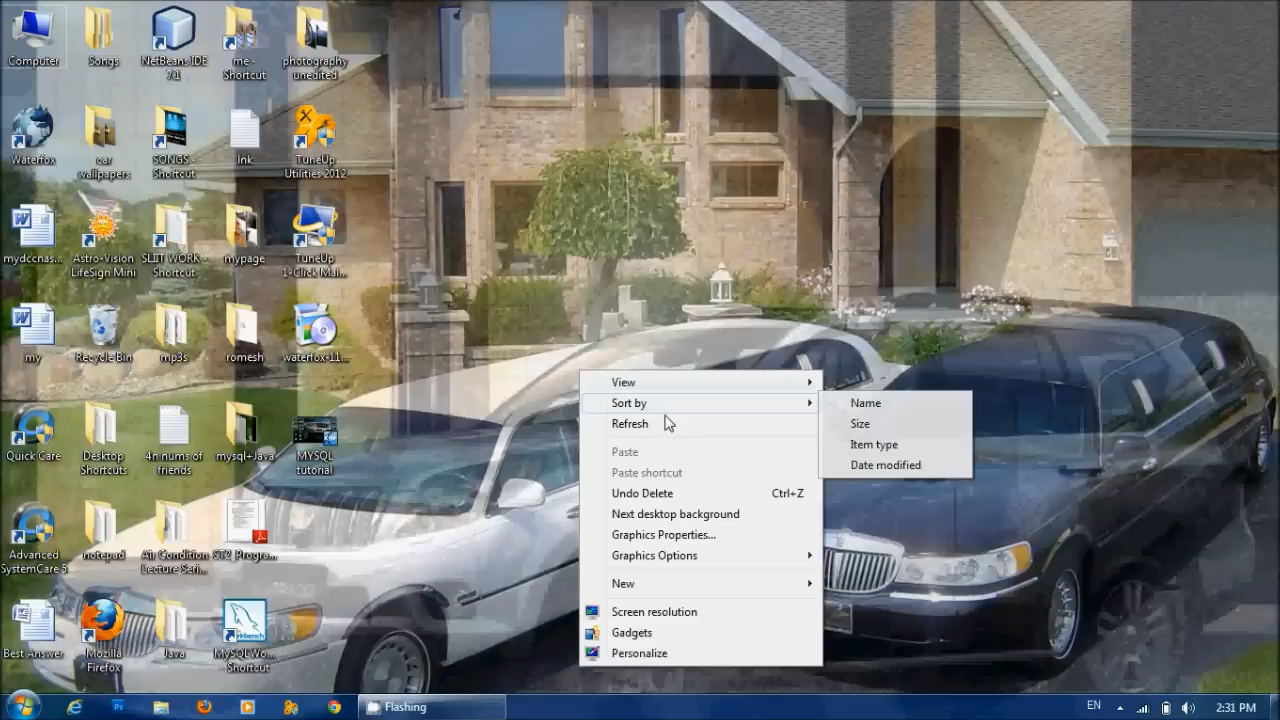 Computer
Songs
NetBeans IDE
7.1
me -
Shortcut
photography
unedited
Waterfox
car
wallpapers
SONGS -
Shortcut
lnk
TuneUp
Utilities 2012
mydccnas...
Astro-Vision
LifeSign Mini
SLIIT WORK -
Shortcut
mypage
TuneUp
1-Click Mai...
my
Recycle Bin
mp3s
romesh
waterfox-11...
Quick Care
Desktop
Shortcuts
4n nums of
friends
mysql+Java
MYSQL
tutorial
Advanced
SystemCare 5
notepad
Air Condition
Lecture Seri...
ST2_Progra...
Best Answer
Mozilla
Firefox
Java
rkbench
MySQLWo...
Shortcut
View
Sort by
Refresh
Paste
Paste shortcut
Undo Delete Ctrl+Z
Next desktop background
Graphics Properties...
Graphics Options
New
Screen resolution
Gadgets
Personalize
Name
Size
Item type
Date modified
Ps
Flashing
EN
2:31 PM